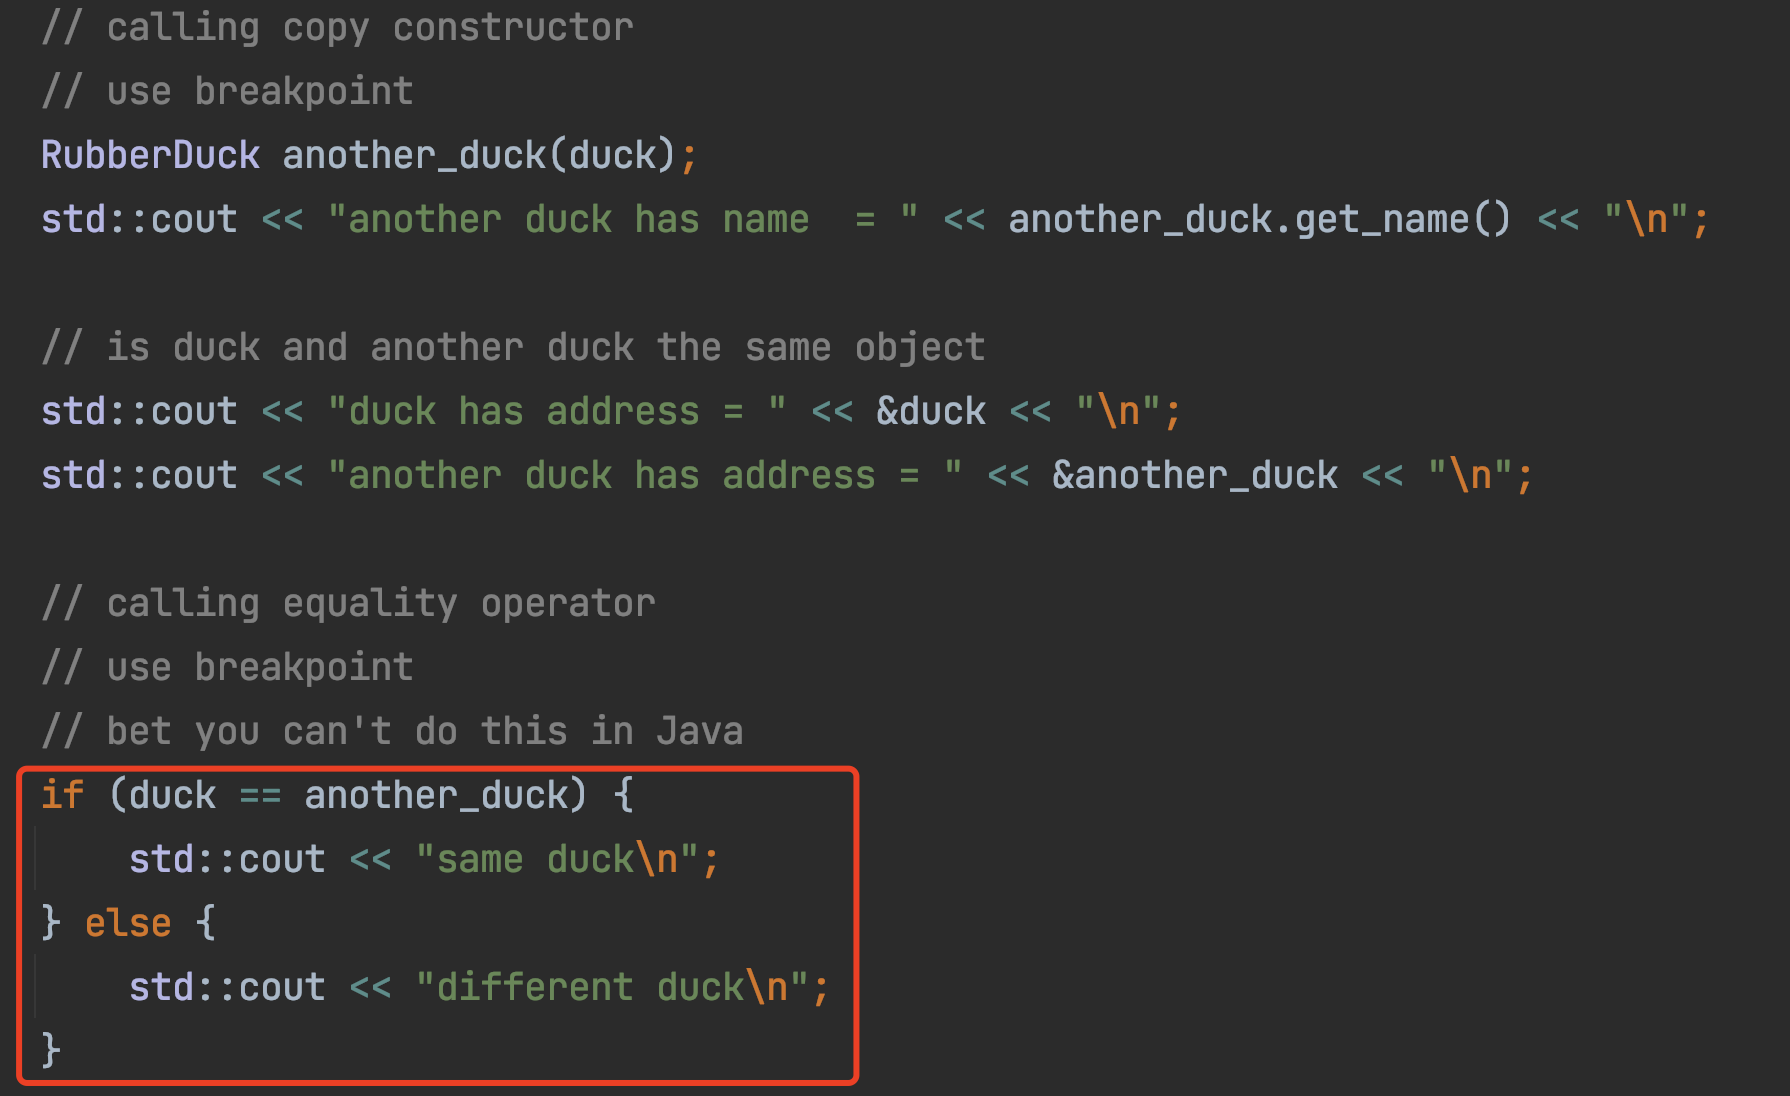 // calling copy constructor
// use breakpoint
RubberDuck another_duck(duck);
std::cout << "another duck has name  = " << another_duck.get_name() << "\n";
// is duck and another duck the same object
std::cout << "duck has address = " << &duck << "\n";
std::cout << "another duck has address = " << &another_duck << "\n";
// calling equality operator
// use breakpoint
// bet you can't do this in Java
if (duck == another_duck) {
    std::cout << "same duck\n";
} else {
    std::cout << "different duck\n";
}